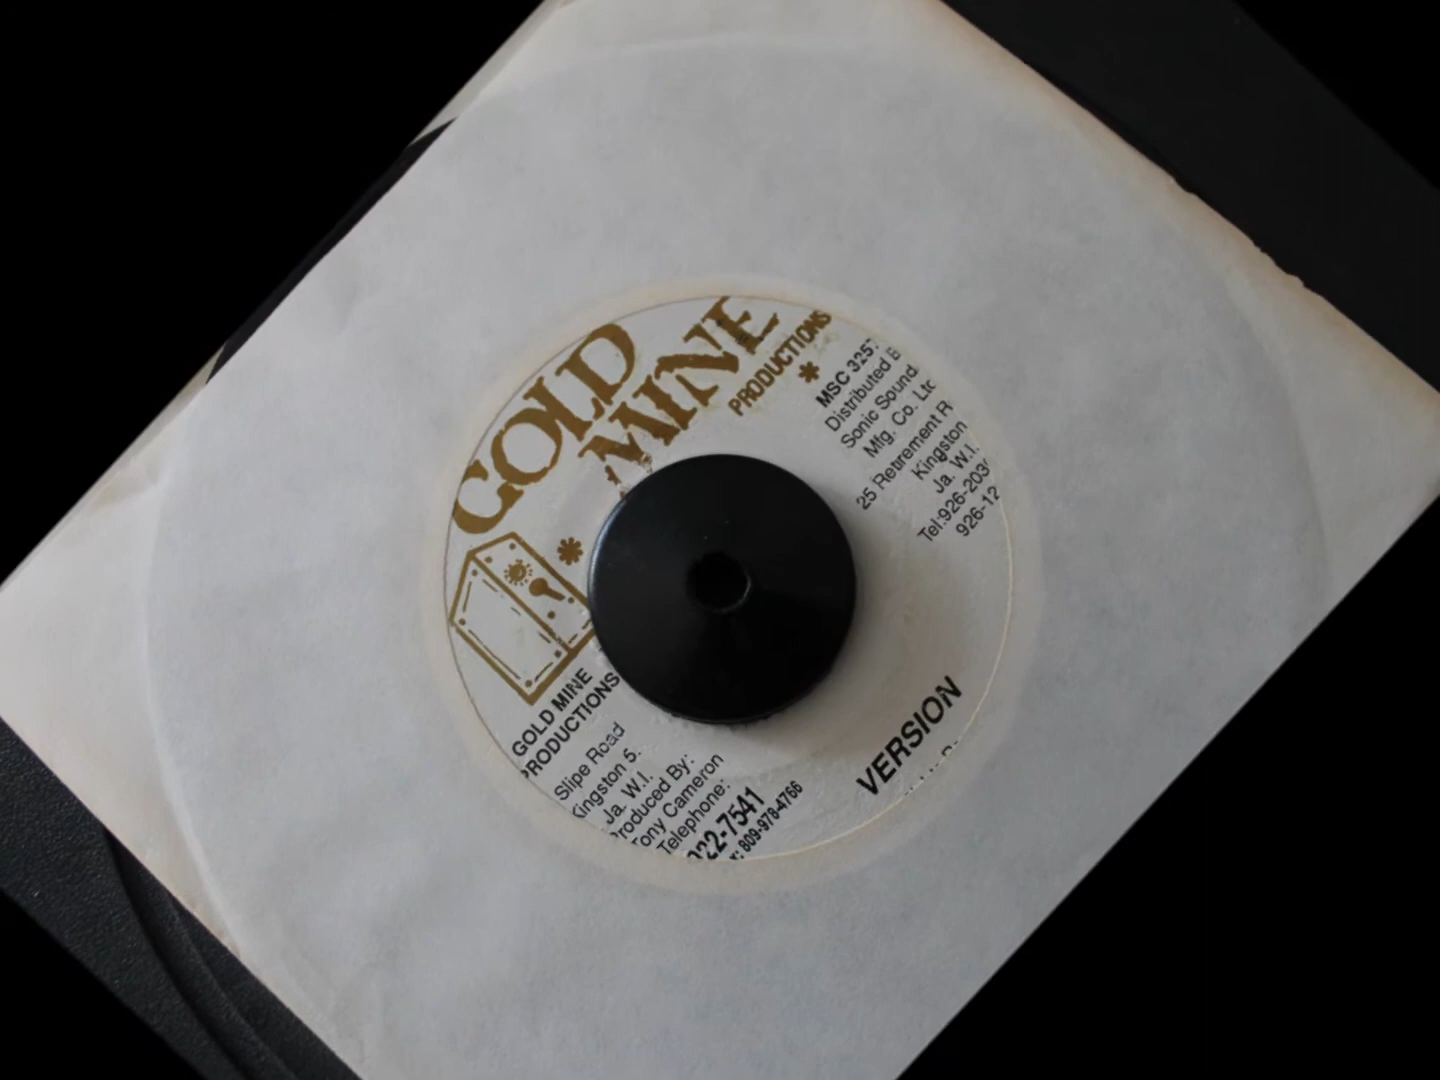 GOLD
MINE
PRODUCTIONS
MSC 325
Distributed B
Sonic Sound
Mfg. Co. Ltd
25 Retirement R
Kingston
Ja. W.I.
Tel:926-203
926-12
GOLD MINE
PRODUCTIONS
Slipe Road
Kingston 5.
Ja. W.I.
Produced By:
Tony Cameron
Telephone:
922-7541
809-978-4766
VERSION